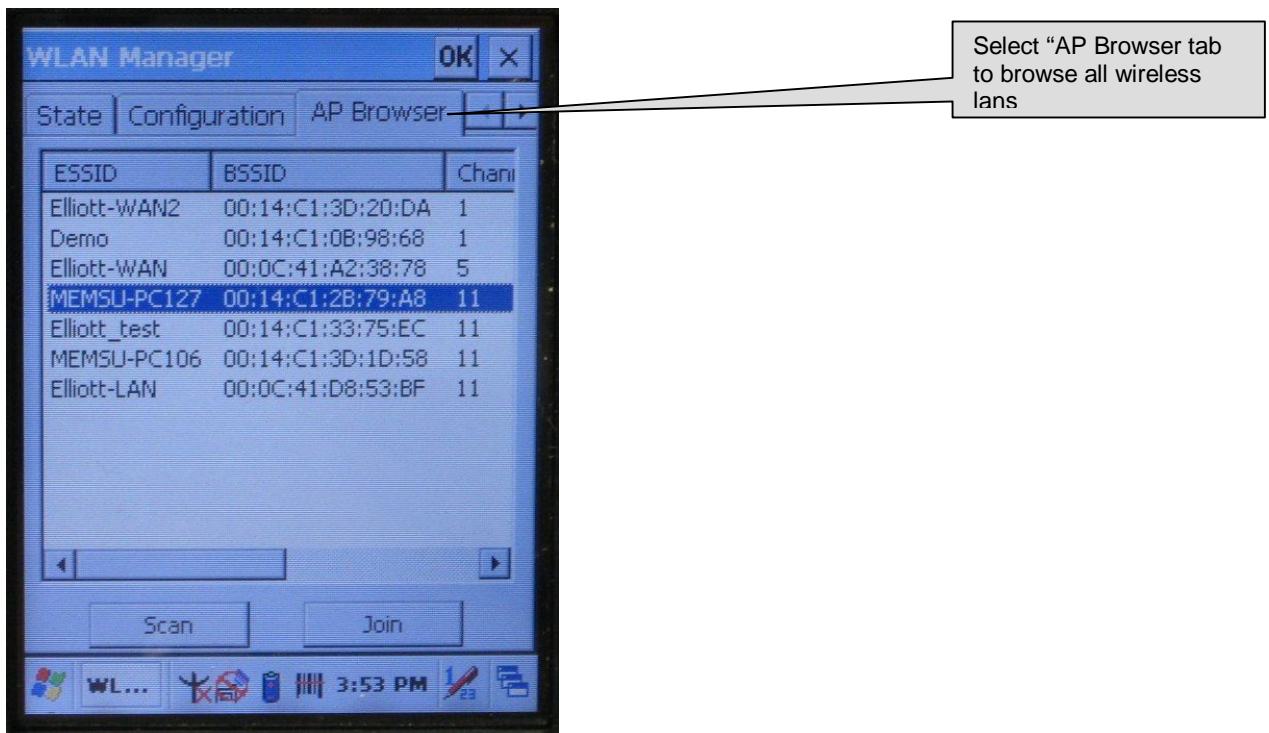 WLAN Manager OK ×
State Configuration AP Browser
ESSID BSSID Chann
Elliott-WAN2 00:14:C1:3D:20:DA 1
Demo 00:14:C1:0B:98:68 1
Elliott-WAN 00:0C:41:A2:38:78 5
MEMSU-PC127 00:14:C1:2B:79:A8 11
Elliott_test 00:14:C1:33:75:EC 11
MEMSU-PC106 00:14:C1:3D:1D:58 11
Elliott-LAN 00:0C:41:D8:53:BF 11
Scan Join
WL... 3:53 PM 1 23
Select “AP Browser tab
to browse all wireless
lans